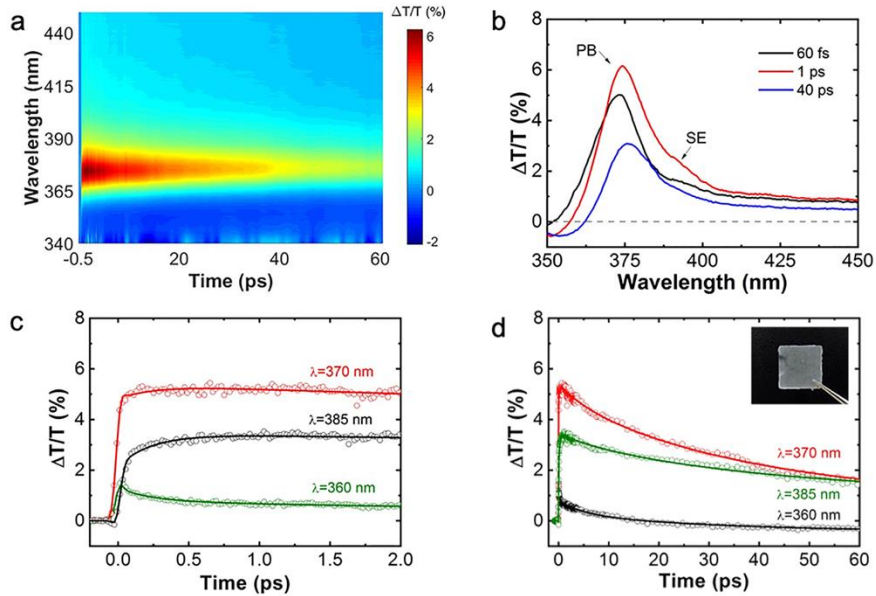 a
ΔT/T (%)
Wavelength (nm)
440
415
390
365
340
-0.5
20
40
60
Time (ps)
6
4
2
0
-2
b
8
6
4
2
0
ΔT/T (%)
PB
SE
60 fs
1 ps
40 ps
350
375
400
425
450
Wavelength (nm)
c
8
6
4
2
0
ΔT/T (%)
λ=370 nm
λ=385 nm
λ=360 nm
0.0
0.5
1.0
1.5
2.0
Time (ps)
d
8
6
4
2
0
ΔT/T (%)
λ=370 nm
λ=385 nm
λ=360 nm
0
10
20
30
40
50
60
Time (ps)